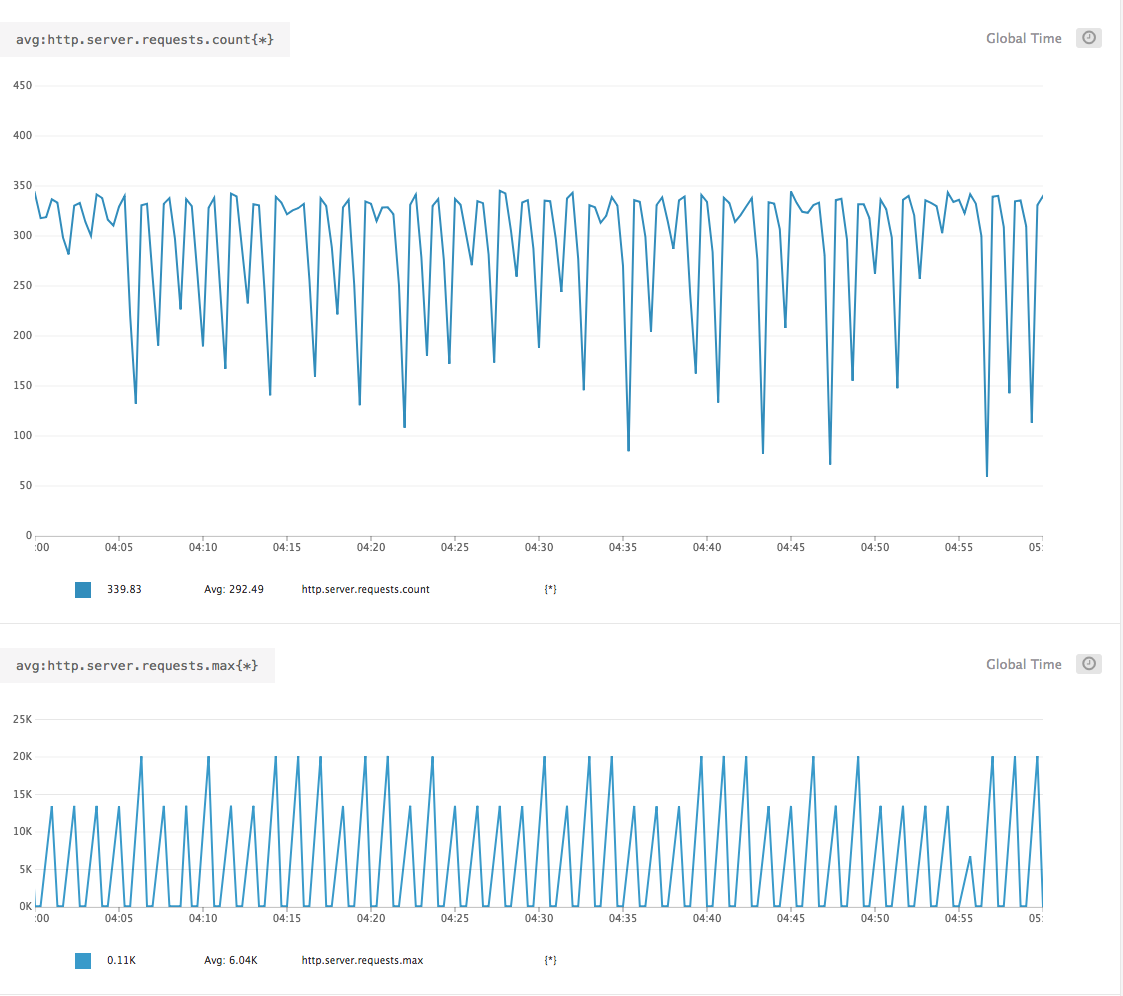 avg:http.server.requests.count{*}
Global Time
450
400
350
300
250
200
150
100
50
0
:00 04:05 04:10 04:15 04:20 04:25 04:30 04:35 04:40 04:45 04:50 04:55 05:
339.83 Avg: 292.49 http.server.requests.count {*}
avg:http.server.requests.max{*}
Global Time
25K
20K
15K
10K
5K
0K
:00 04:05 04:10 04:15 04:20 04:25 04:30 04:35 04:40 04:45 04:50 04:55 05:
0.11K Avg: 6.04K http.server.requests.max {*}